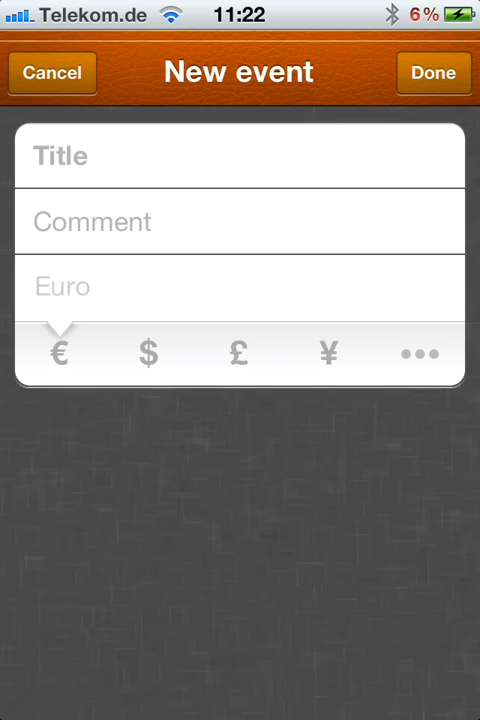 Telekom.de 11:22 6%
Cancel New event Done
Title
Comment
Euro
€ $ £ ¥ •••